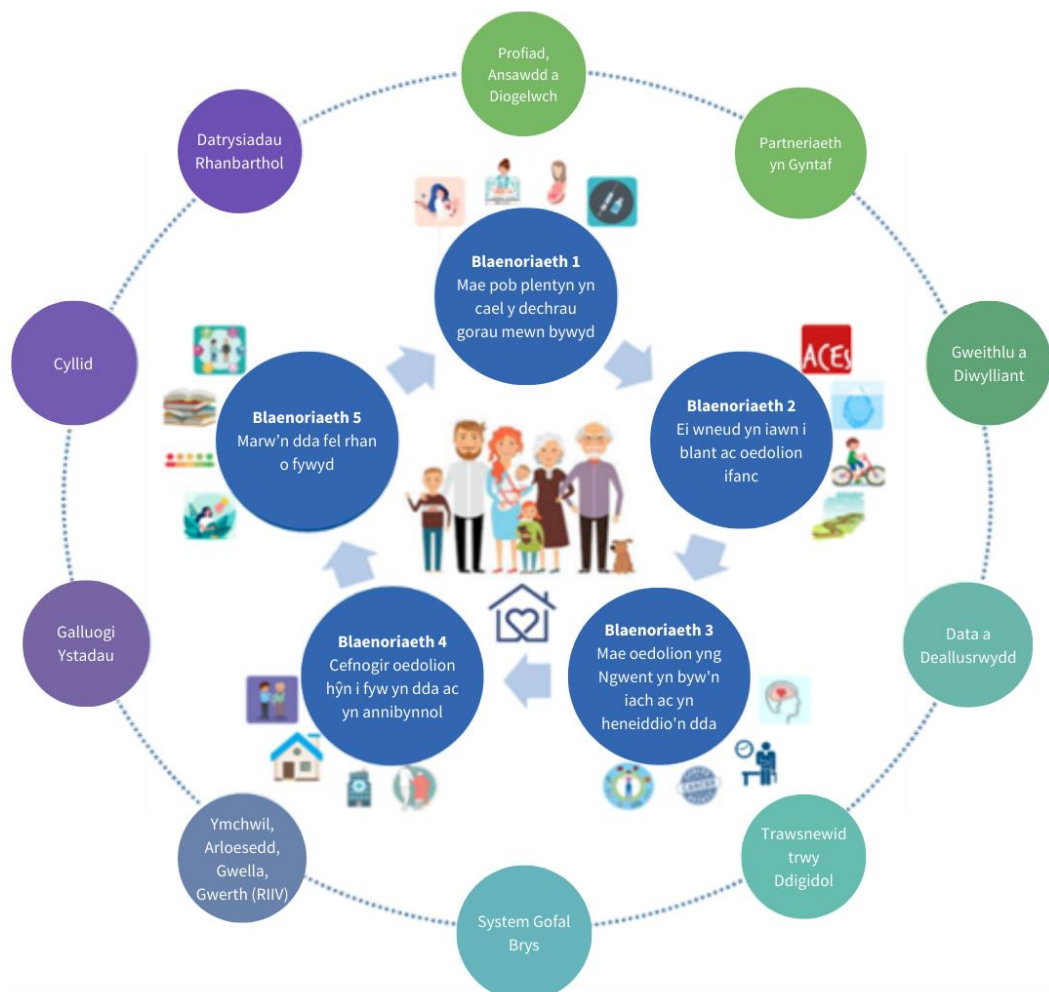 Profiad,
Ansawdd a
Diogelwch
Partneriaeth
yn Gyntaf
Gweithlu a
Diwylliant
Data a
Deallusrwydd
Trawsnewid
trwy
Ddigidol
System Gofal
Brys
Ymchwil,
Arloesedd,
Gwella,
Gwerth (RIIV)
Galluogi
Ystadau
Cyllid
Datrysiadau
Rhanbarthol
Blaenoriaeth 1
Mae pob plentyn yn
cael y dechrau
gorau mewn bywyd
ACEs
Blaenoriaeth 2
Ei wneud yn iawn i
blant ac oedolion
ifanc
Blaenoriaeth 3
Mae oedolion yng
Ngwent yn byw'n
iach ac yn
heneiddio'n dda
CANCER
Blaenoriaeth 4
Cefnogir oedolion
hŷn i fyw yn dda ac
yn annibynnol
Blaenoriaeth 5
Marw’n dda fel rhan
o fywyd